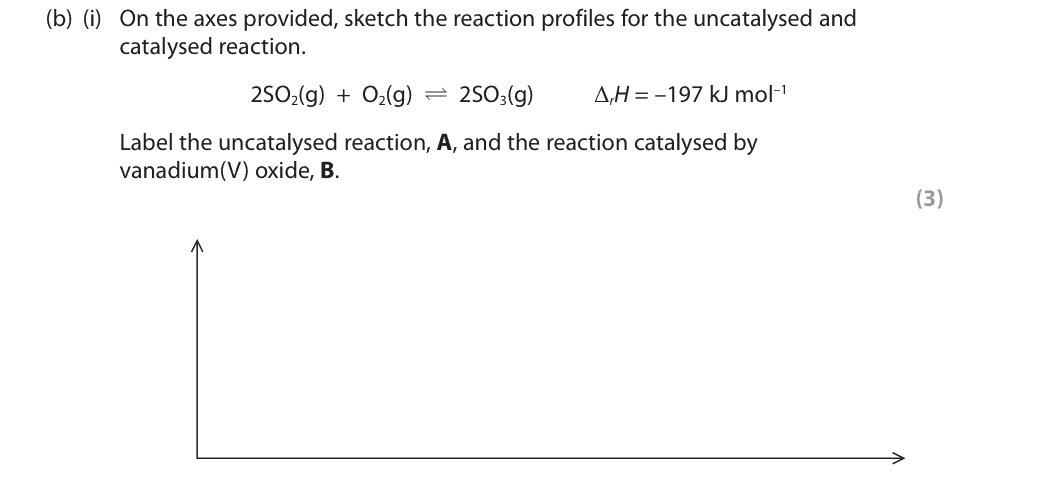 (b) (i) On the axes provided, sketch the reaction profiles for the uncatalysed and
catalysed reaction.
2SO₂(g) + O₂(g) ⇌ 2SO₃(g) ΔᵣH = –197 kJ mol⁻¹
Label the uncatalysed reaction, A, and the reaction catalysed by
vanadium(V) oxide, B.
(3)